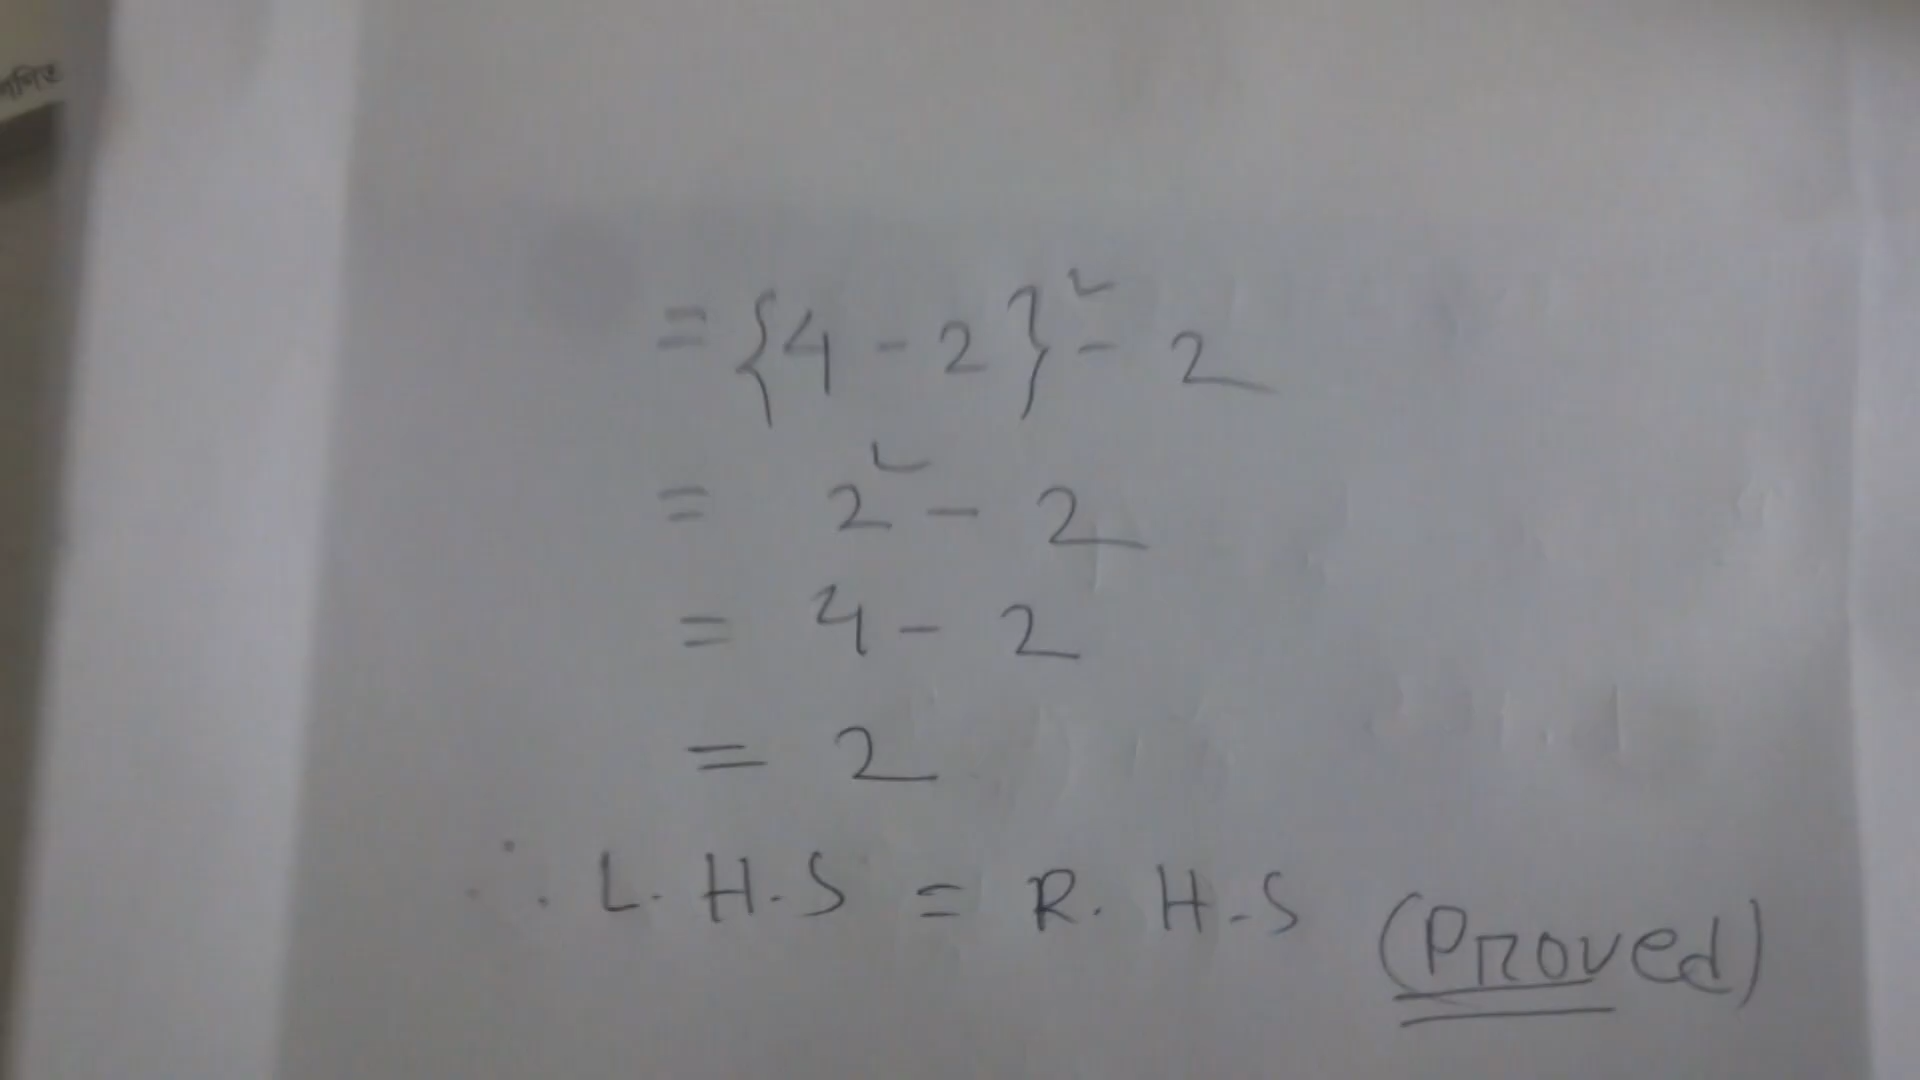 = {4 - 2}² - 2
= 2² - 2
= 4 - 2
= 2
∴ L.H.S = R.H.S (Proved)